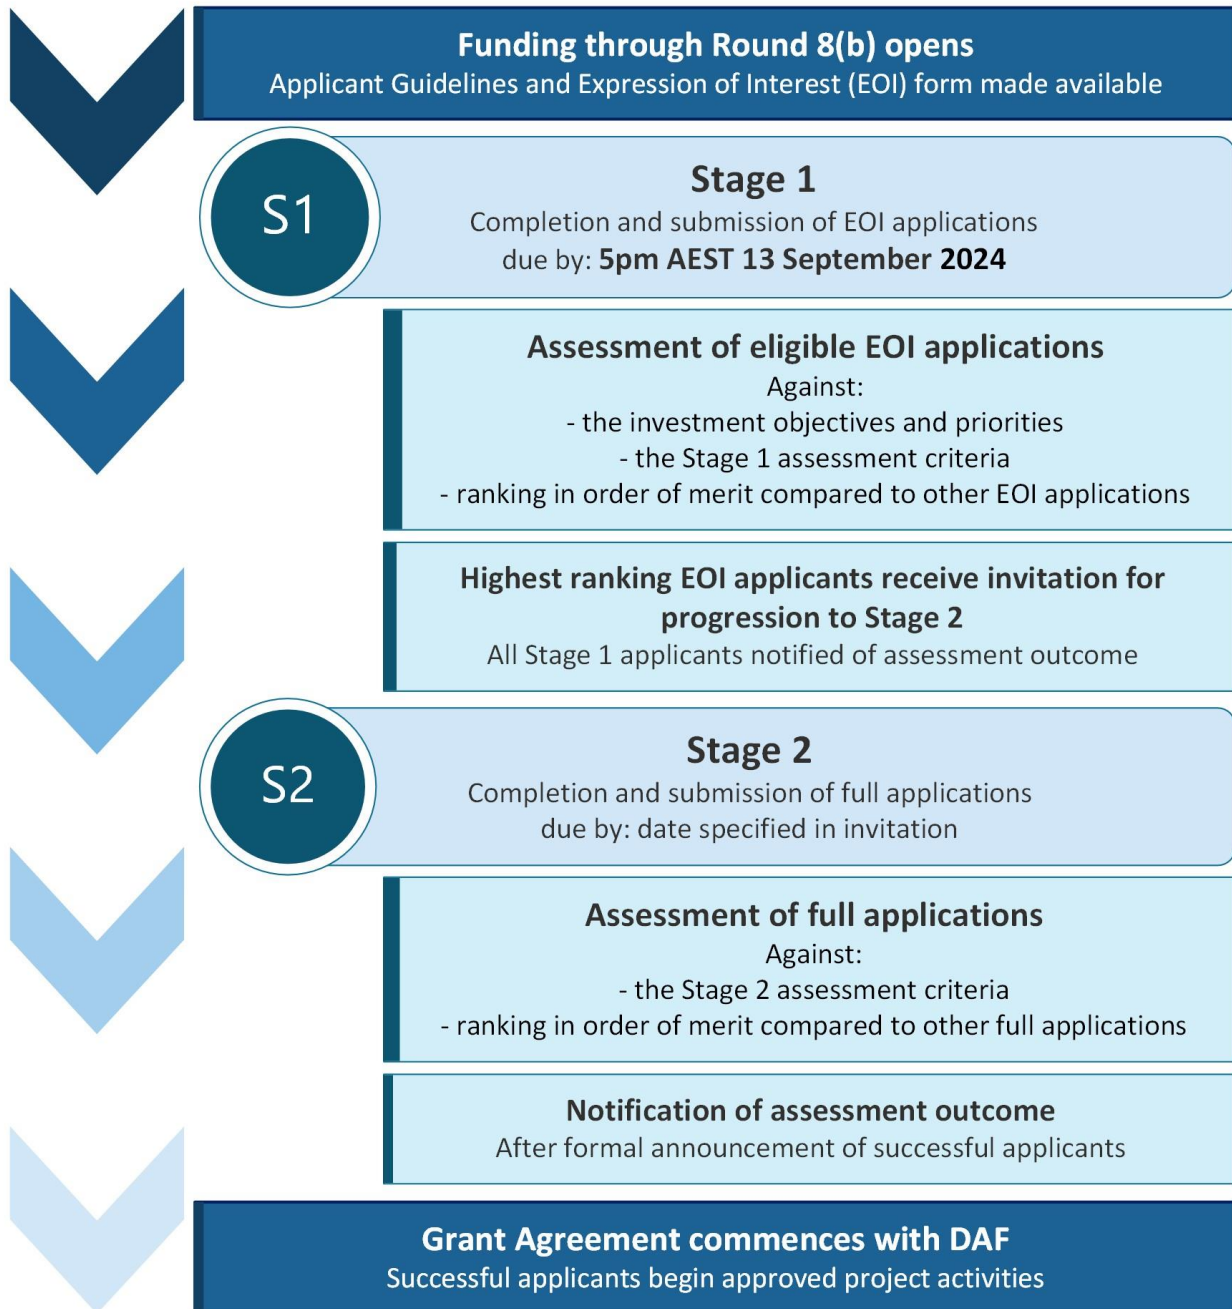 Funding through Round 8(b) opens
Applicant Guidelines and Expression of Interest (EOI) form made available
S1
Stage 1
Completion and submission of EOI applications
due by: 5pm AEST 13 September 2024
Assessment of eligible EOI applications
Against:
- the investment objectives and priorities
- the Stage 1 assessment criteria
- ranking in order of merit compared to other EOI applications
Highest ranking EOI applicants receive invitation for
progression to Stage 2
All Stage 1 applicants notified of assessment outcome
S2
Stage 2
Completion and submission of full applications
due by: date specified in invitation
Assessment of full applications
Against:
- the Stage 2 assessment criteria
- ranking in order of merit compared to other full applications
Notification of assessment outcome
After formal announcement of successful applicants
Grant Agreement commences with DAF
Successful applicants begin approved project activities